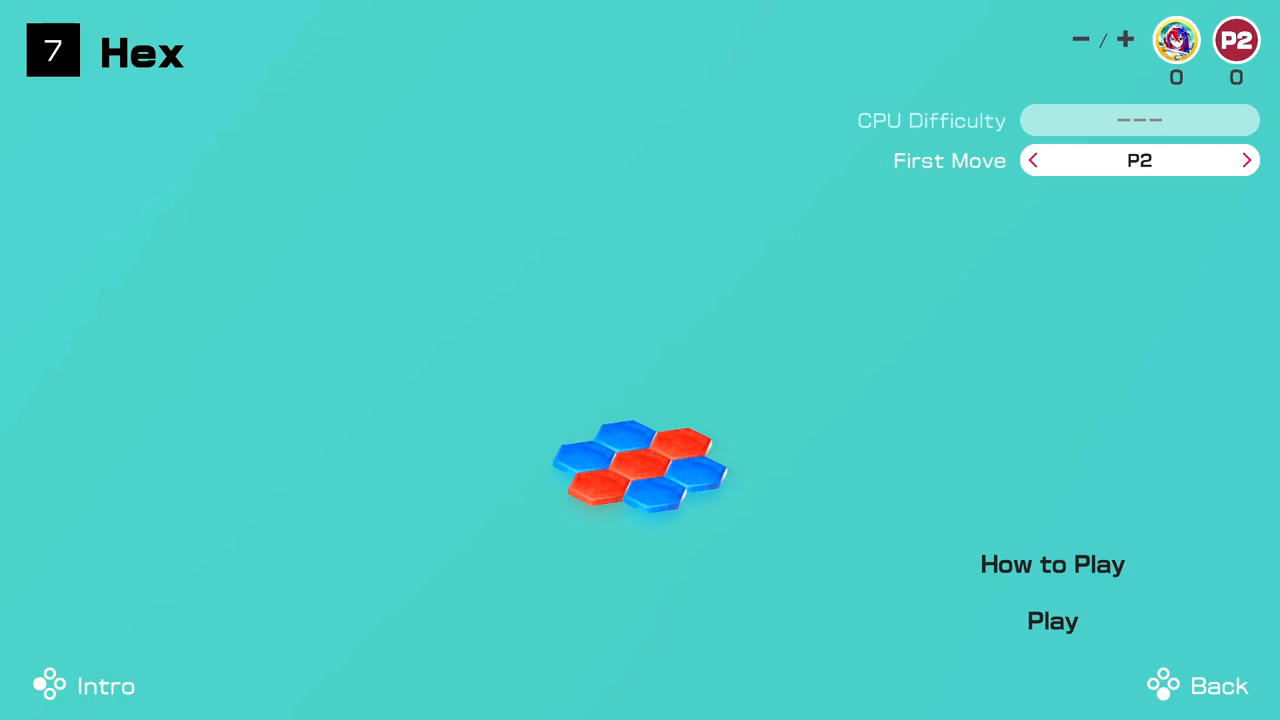 7 Hex
− / +
P2
0 0
CPU Difficulty −−−
First Move P2
How to Play
Play
Intro
Back